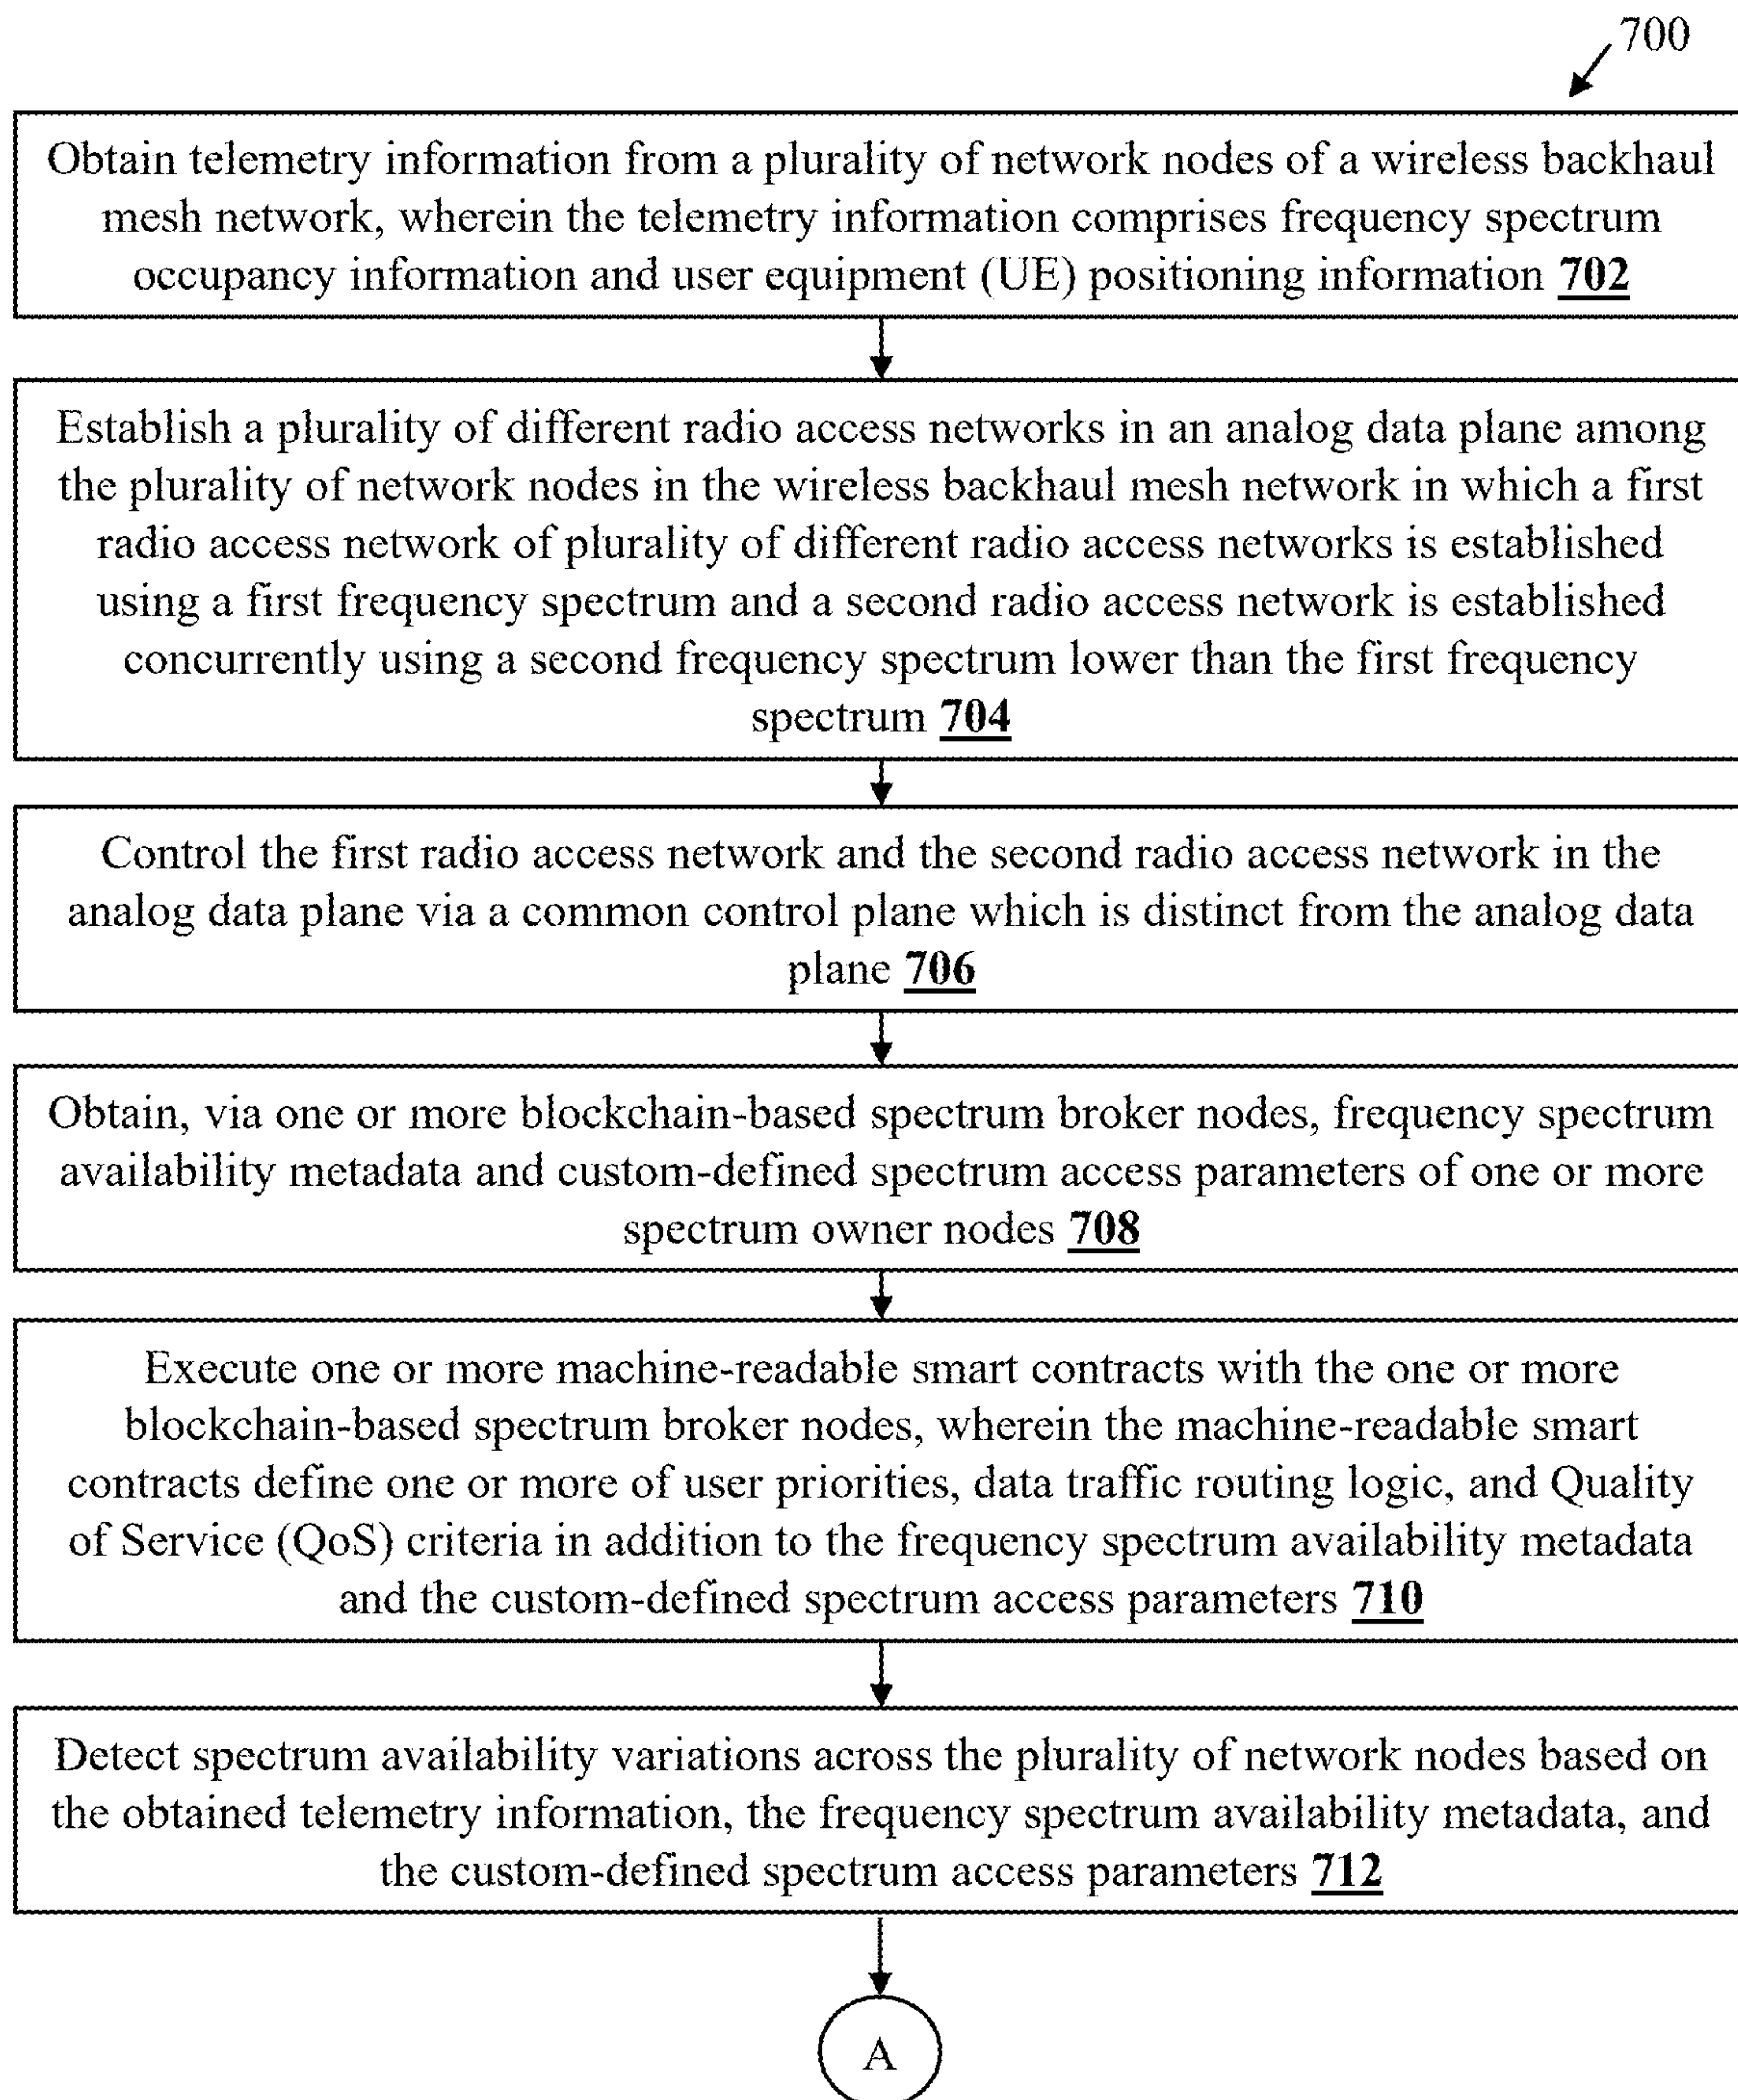 700
Obtain telemetry information from a plurality of network nodes of a wireless backhaul
mesh network, wherein the telemetry information comprises frequency spectrum
occupancy information and user equipment (UE) positioning information 702
Establish a plurality of different radio access networks in an analog data plane among
the plurality of network nodes in the wireless backhaul mesh network in which a first
radio access network of plurality of different radio access networks is established
using a first frequency spectrum and a second radio access network is established
concurrently using a second frequency spectrum lower than the first frequency
spectrum 704
Control the first radio access network and the second radio access network in the
analog data plane via a common control plane which is distinct from the analog data
plane 706
Obtain, via one or more blockchain-based spectrum broker nodes, frequency spectrum
availability metadata and custom-defined spectrum access parameters of one or more
spectrum owner nodes 708
Execute one or more machine-readable smart contracts with the one or more
blockchain-based spectrum broker nodes, wherein the machine-readable smart
contracts define one or more of user priorities, data traffic routing logic, and Quality
of Service (QoS) criteria in addition to the frequency spectrum availability metadata
and the custom-defined spectrum access parameters 710
Detect spectrum availability variations across the plurality of network nodes based on
the obtained telemetry information, the frequency spectrum availability metadata, and
the custom-defined spectrum access parameters 712
A